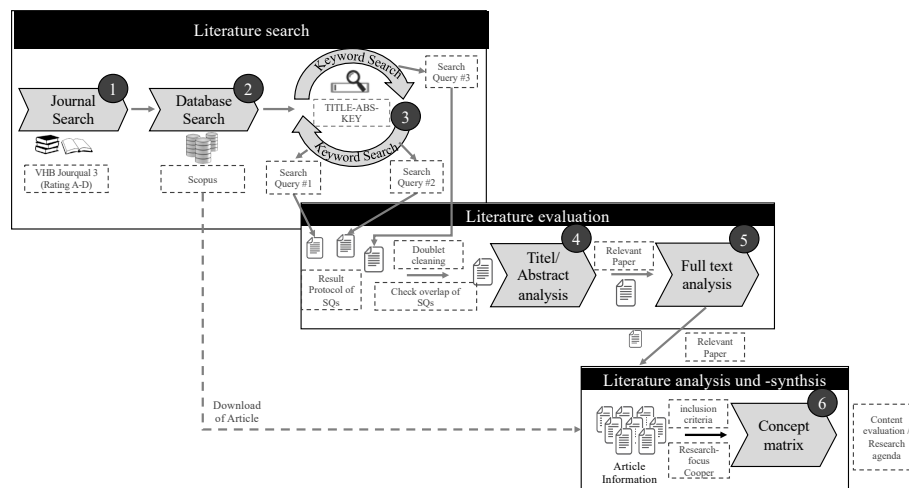 Literature search
Keyword Search
Search
Query #3
1
2
Journal
Search
Database
Search
TITLE-ABS-
KEY
3
Keyword Search
VHB Jourqual 3
(Rating A-D)
Scopus
Search
Query #1
Search
Query #2
Literature evaluation
4
5
Doublet
cleaning
Titel/
Abstract
analysis
Relevant
Paper
Full text
analysis
Result
Protocol of
SQs
Check overlap of
SQs
Relevant
Paper
Literature analysis und -synthsis
6
Download
of Article
inclusion
criteria
Concept
matrix
Content
evaluation /
Research
agenda
Research-
focus
Cooper
Article
Information